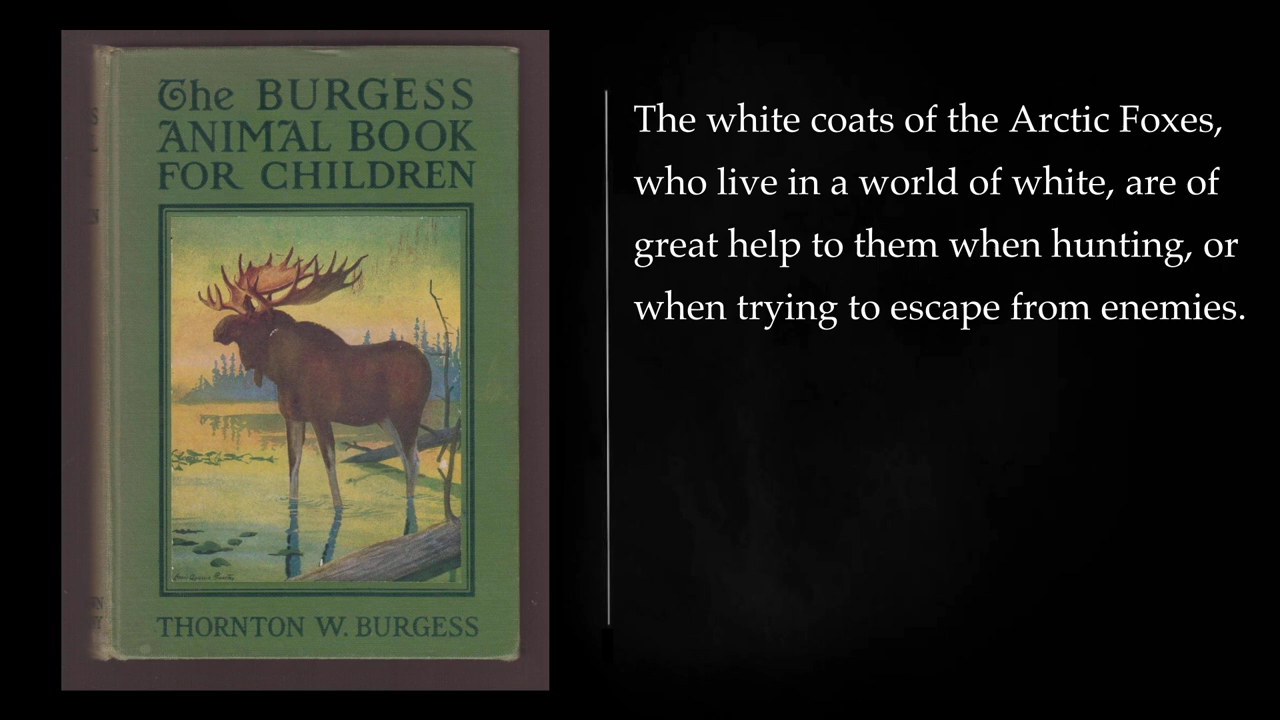 The BURGESS
ANIMAL BOOK
FOR CHILDREN
THORNTON W. BURGESS
The white coats of the Arctic Foxes,
who live in a world of white, are of
great help to them when hunting, or
when trying to escape from enemies.